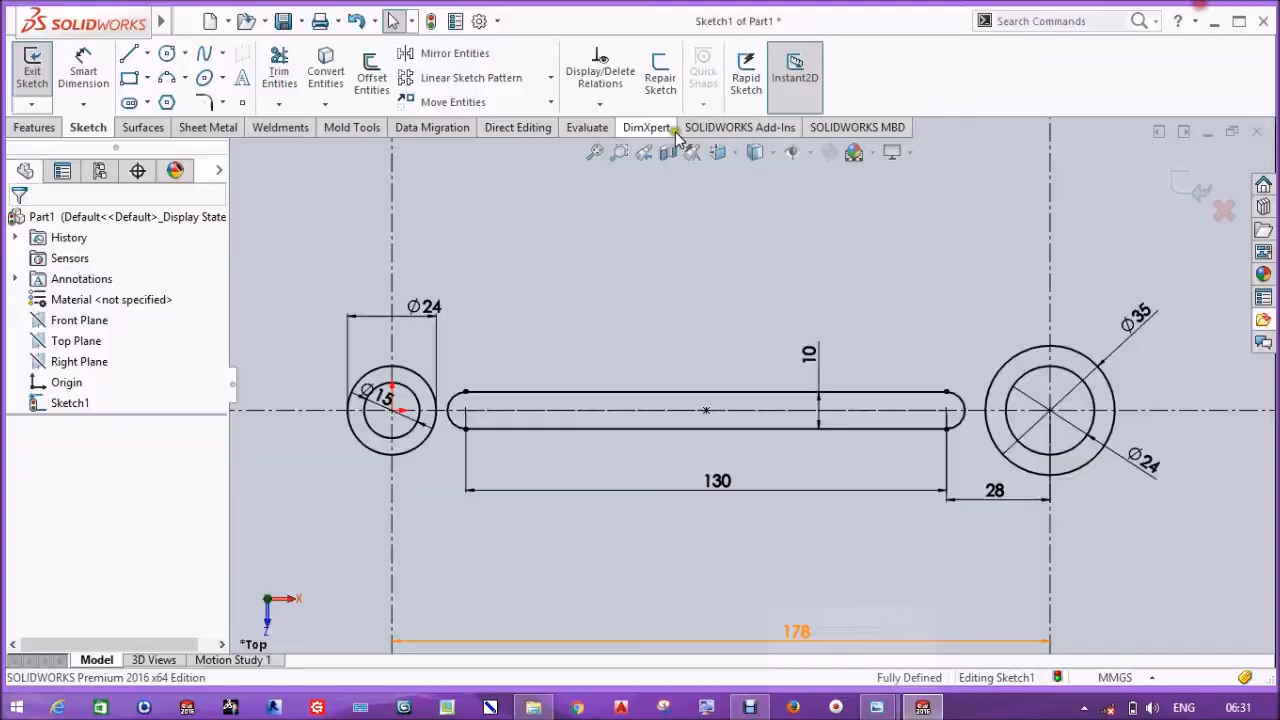 SOLIDWORKS
Sketch1 of Part1 *
Search Commands
?
Exit
Sketch
Smart
Dimension
Trim
Entities
Convert
Entities
Offset
Entities
Mirror Entities
Linear Sketch Pattern
Move Entities
Display/Delete
Relations
Repair
Sketch
Quick
Snaps
Rapid
Sketch
Instant2D
Features
Sketch
Surfaces
Sheet Metal
Weldments
Mold Tools
Data Migration
Direct Editing
Evaluate
DimXpert
SOLIDWORKS Add-Ins
SOLIDWORKS MBD
Part1 (Default<<Default>_Display State
History
Sensors
Annotations
Material <not specified>
Front Plane
Top Plane
Right Plane
Origin
Sketch1
∅24
∅15
10
∅35
∅24
130
28
178
X
Z
*Top
Model
3D Views
Motion Study 1
SOLIDWORKS Premium 2016 x64 Edition
Fully Defined
Editing Sketch1
MMGS
ENG
06:31